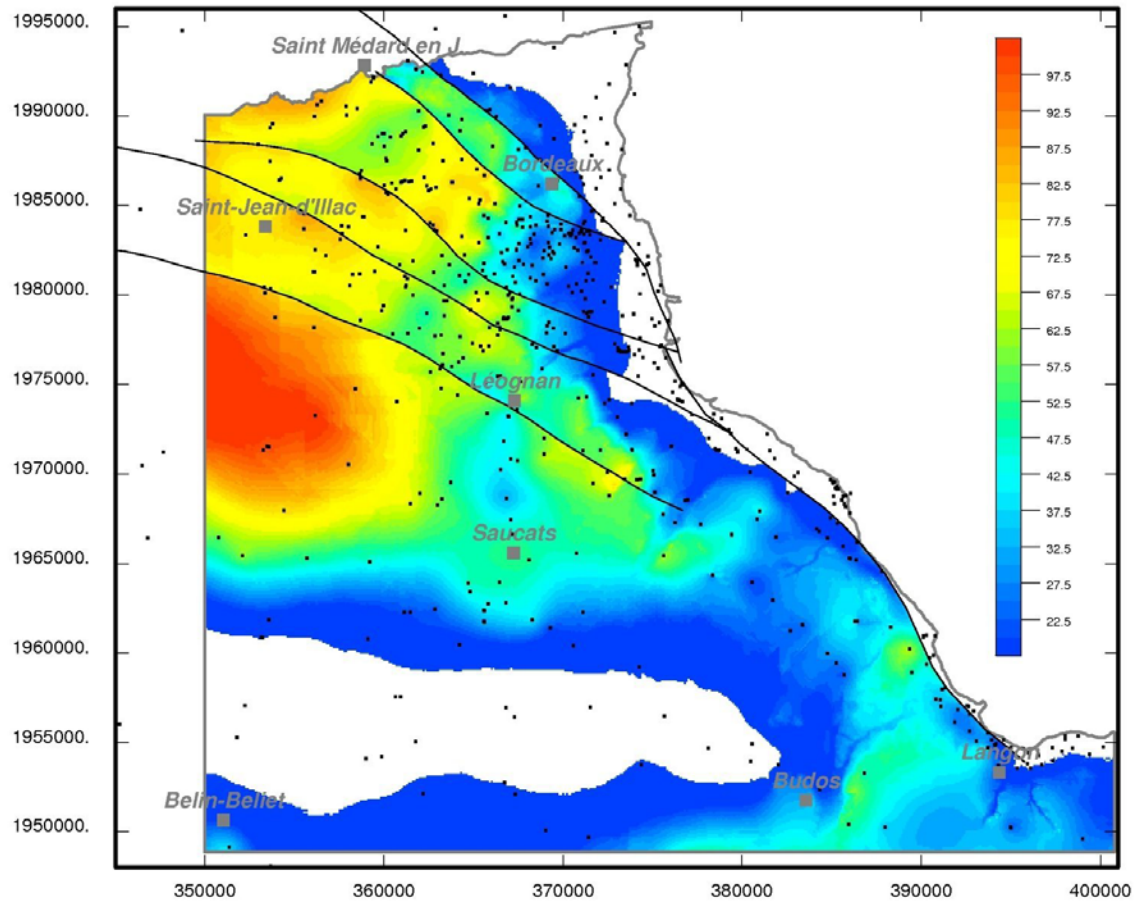 1995000.
Saint Médard en J
97.5
1990000.
92.5
87.5
Bordeaux
1985000.
82.5
Saint-Jean-d'Illac
77.5
72.5
1980000.
67.5
62.5
1975000.
Léognan
57.5
52.5
1970000.
47.5
42.5
Saucats
1965000.
37.5
32.5
27.5
1960000.
22.5
1955000.
Langon
Budos
Belin-Beliet
1950000.
350000 360000 370000 380000 390000 400000